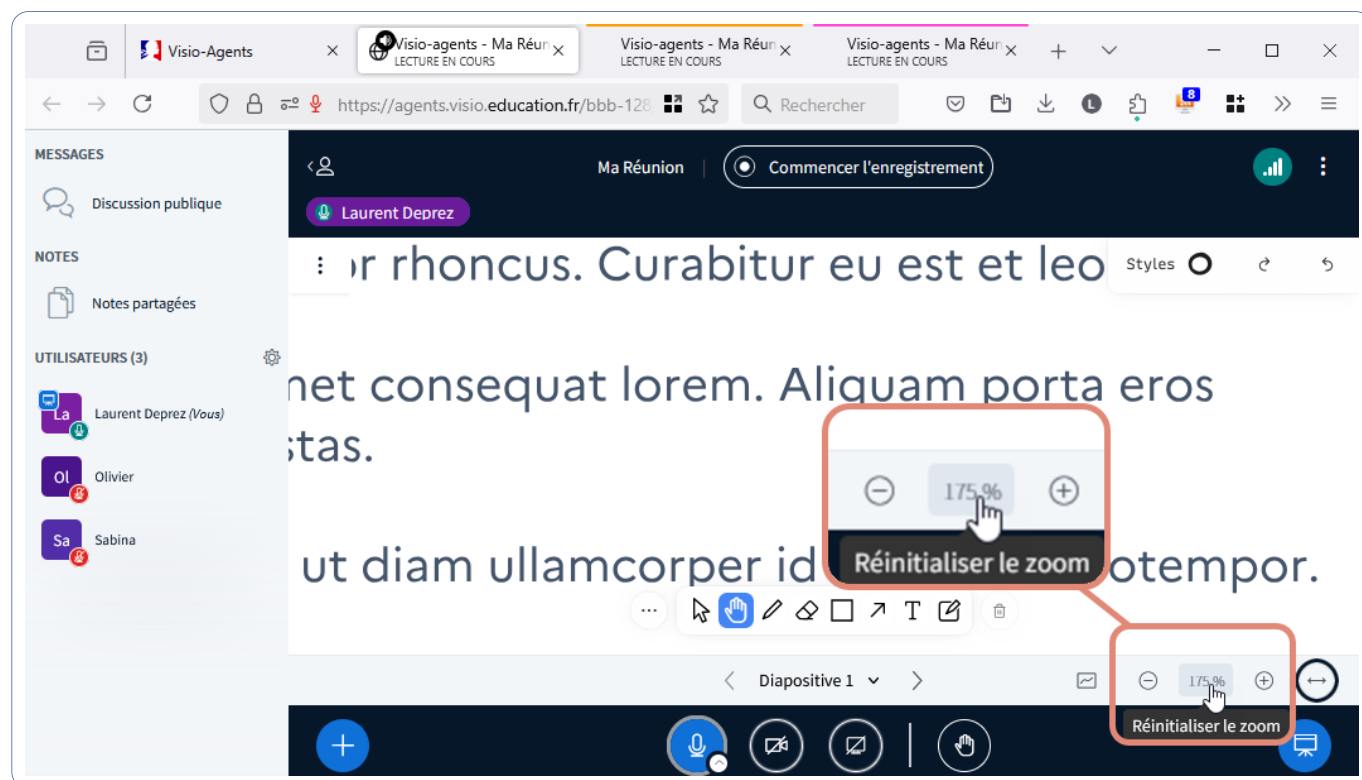 Visio-Agents
Visio-agents - Ma Réun
LECTURE EN COURS
Visio-agents - Ma Réun
LECTURE EN COURS
Visio-agents - Ma Réun
LECTURE EN COURS
https://agents.visio.education.fr/bbb-128
Rechercher
L
8
MESSAGES
Discussion publique
NOTES
Notes partagées
UTILISATEURS (3)
La
Laurent Deprez (Vous)
Ol
Olivier
Sa
Sabina
Ma Réunion
Commencer l'enregistrement
Laurent Deprez
or rhoncus. Curabitur eu est et leo
Styles
met consequat lorem. Aliquam porta eros
stas.
175 %
Réinitialiser le zoom
ut diam ullamcorper id
otempor.
T
Diapositive 1
175 %
Réinitialiser le zoom